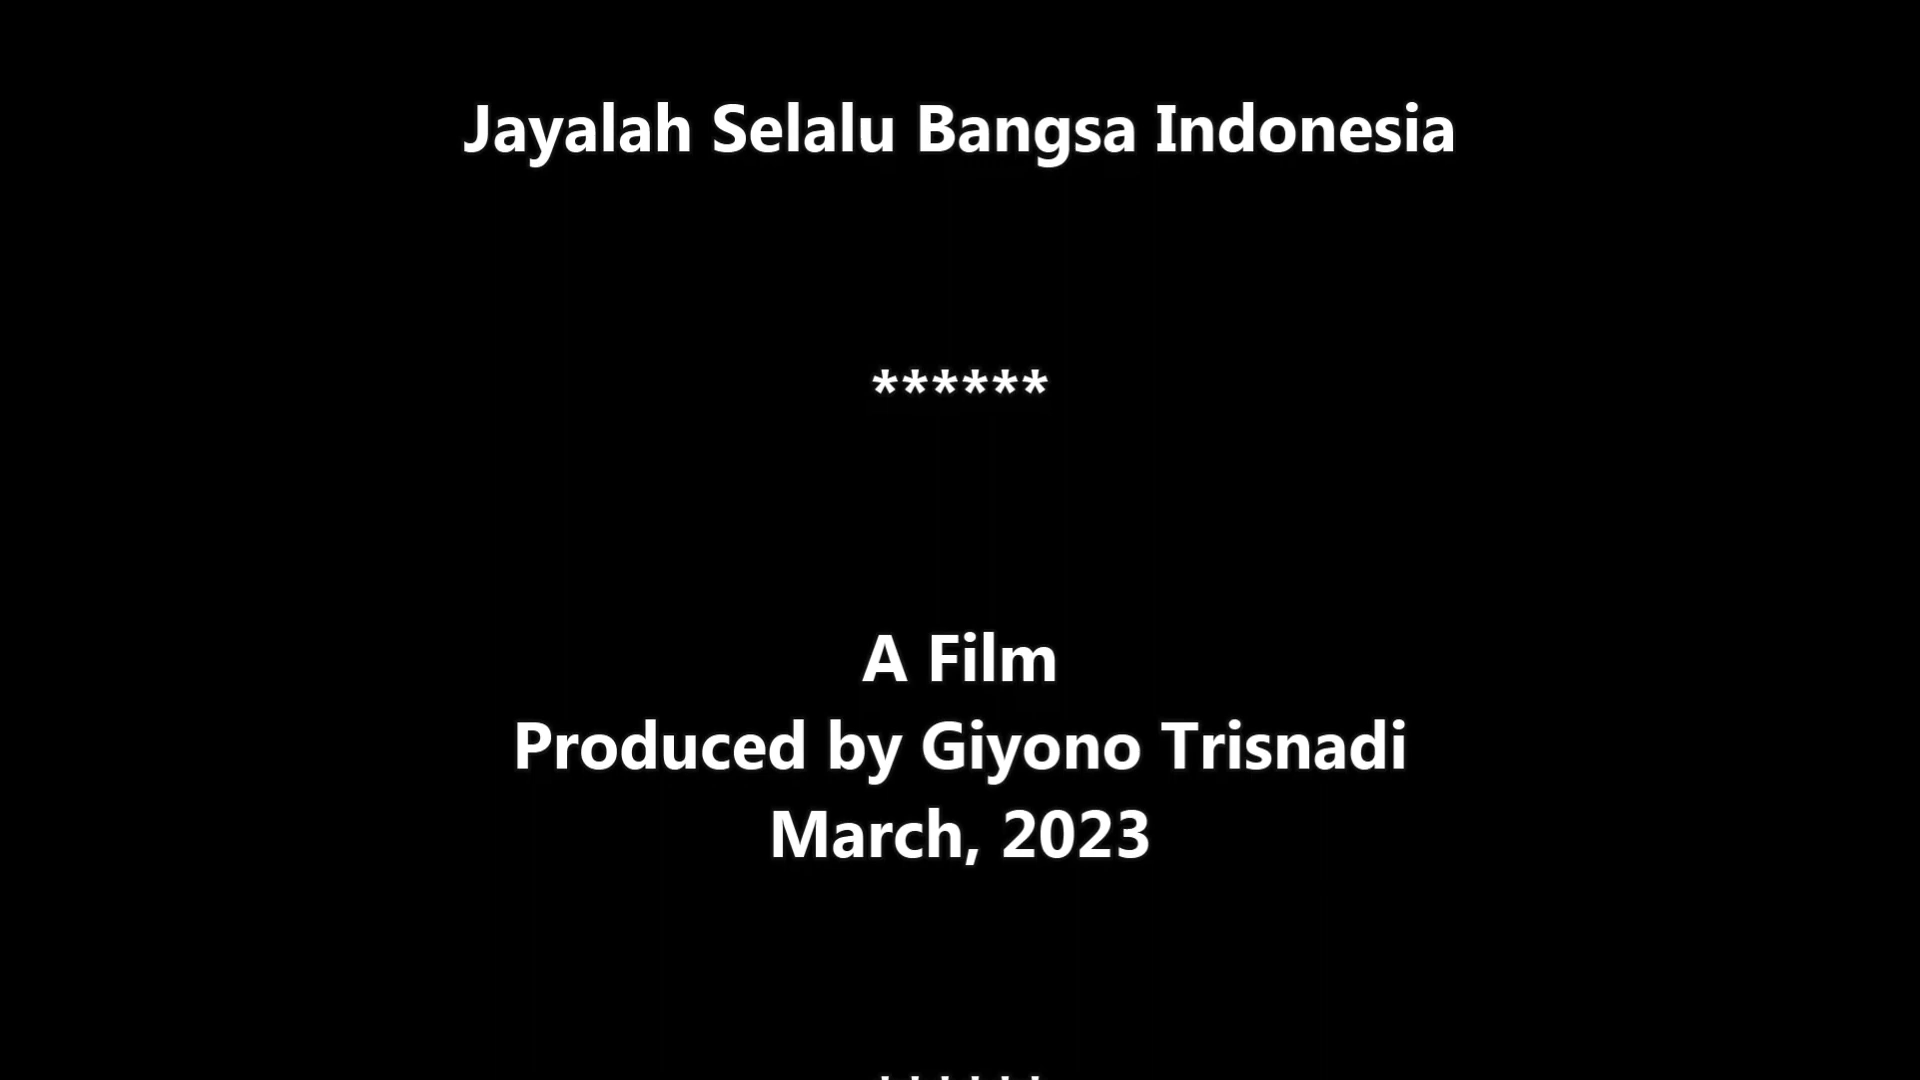 Jayalah Selalu Bangsa Indonesia
******
A Film
Produced by Giyono Trisnadi
March, 2023